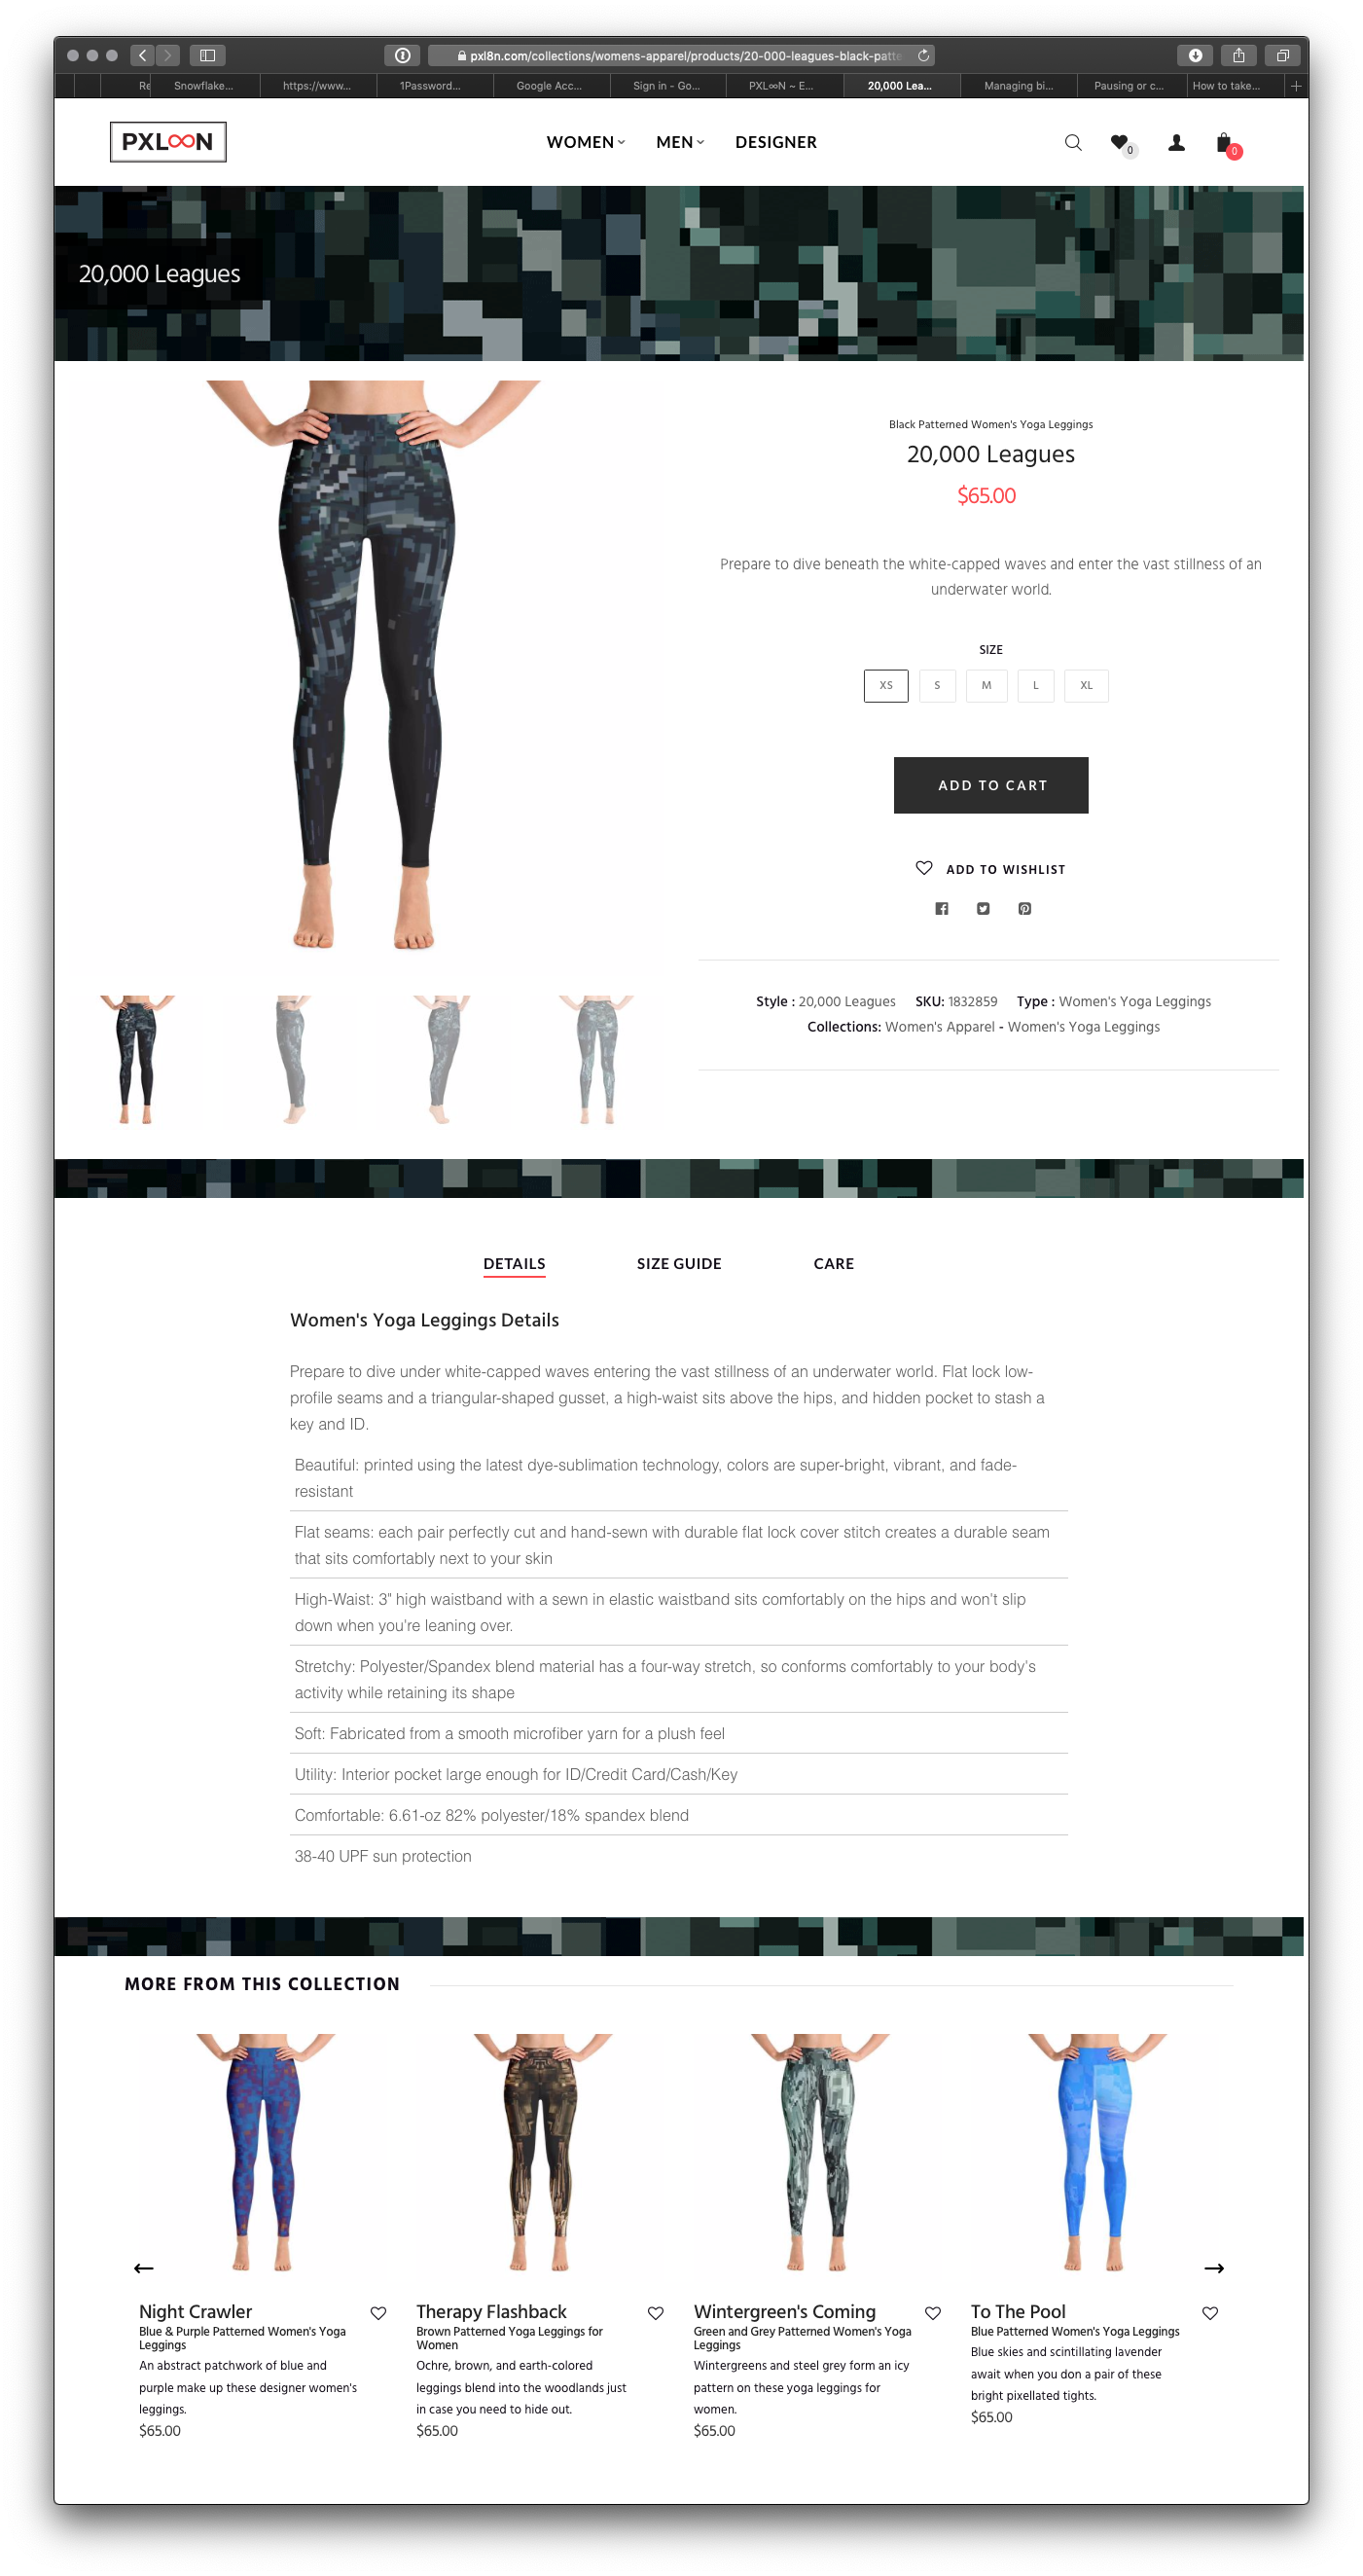 pxl8n.com/collections/womens-apparel/products/20-000-leagues-black-patte
Re Snowflake... https://www... 1Password... Google Acc... Sign in - Go... PXL∞N ~ E... 20,000 Lea... Managing bi... Pausing or c... How to take...
PXL∞N WOMEN MEN DESIGNER 0 0
20,000 Leagues
Black Patterned Women's Yoga Leggings
20,000 Leagues
$65.00
Prepare to dive beneath the white-capped waves and enter the vast stillness of an
underwater world.
SIZE
XS S M L XL
ADD TO CART
ADD TO WISHLIST
Style : 20,000 Leagues SKU: 1832859 Type : Women's Yoga Leggings
Collections: Women's Apparel - Women's Yoga Leggings
DETAILS SIZE GUIDE CARE
Women's Yoga Leggings Details
Prepare to dive under white-capped waves entering the vast stillness of an underwater world. Flat lock low-
profile seams and a triangular-shaped gusset, a high-waist sits above the hips, and hidden pocket to stash a
key and ID.
Beautiful: printed using the latest dye-sublimation technology, colors are super-bright, vibrant, and fade-
resistant
Flat seams: each pair perfectly cut and hand-sewn with durable flat lock cover stitch creates a durable seam
that sits comfortably next to your skin
High-Waist: 3" high waistband with a sewn in elastic waistband sits comfortably on the hips and won't slip
down when you're leaning over.
Stretchy: Polyester/Spandex blend material has a four-way stretch, so conforms comfortably to your body's
activity while retaining its shape
Soft: Fabricated from a smooth microfiber yarn for a plush feel
Utility: Interior pocket large enough for ID/Credit Card/Cash/Key
Comfortable: 6.61-oz 82% polyester/18% spandex blend
38-40 UPF sun protection
MORE FROM THIS COLLECTION
Night Crawler
Blue & Purple Patterned Women's Yoga
Leggings
An abstract patchwork of blue and
purple make up these designer women's
leggings.
$65.00
Therapy Flashback
Brown Patterned Yoga Leggings for
Women
Ochre, brown, and earth-colored
leggings blend into the woodlands just
in case you need to hide out.
$65.00
Wintergreen's Coming
Green and Grey Patterned Women's Yoga
Leggings
Wintergreens and steel grey form an icy
pattern on these yoga leggings for
women.
$65.00
To The Pool
Blue Patterned Women's Yoga Leggings
Blue skies and scintillating lavender
await when you don a pair of these
bright pixellated tights.
$65.00